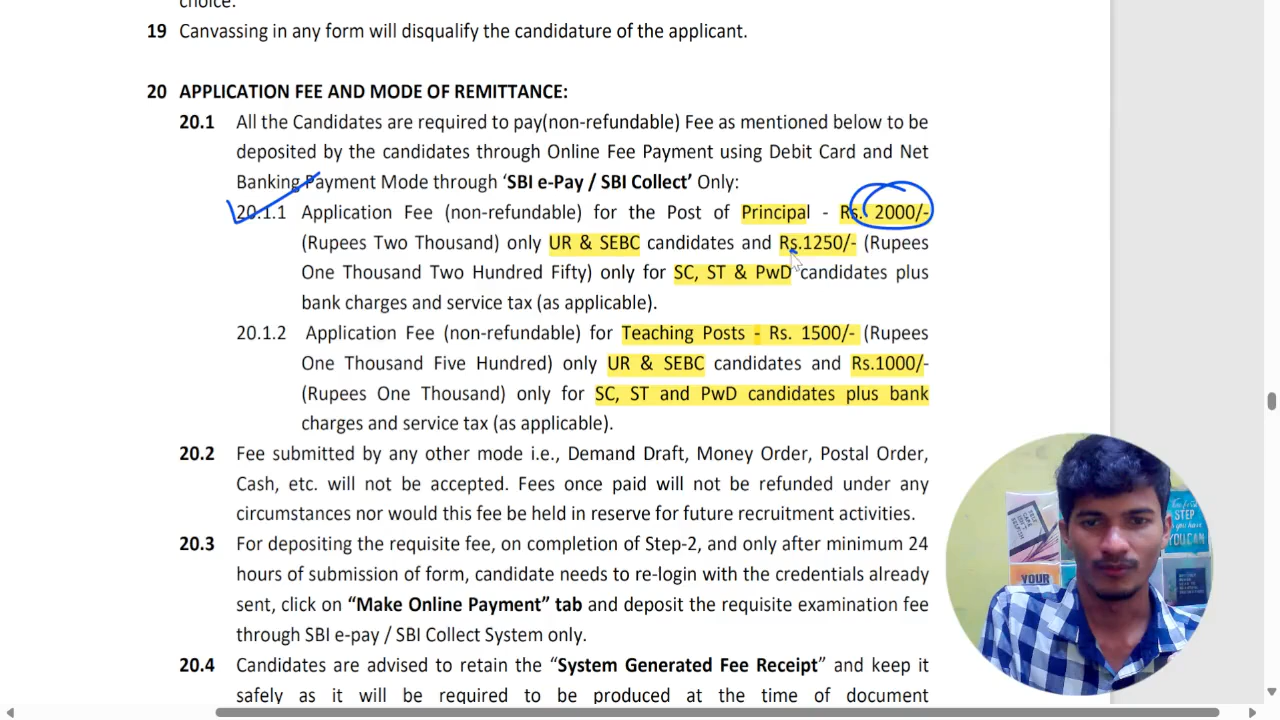 choice.
19 Canvassing in any form will disqualify the candidature of the applicant.
20 APPLICATION FEE AND MODE OF REMITTANCE:
20.1 All the Candidates are required to pay(non-refundable) Fee as mentioned below to be
deposited by the candidates through Online Fee Payment using Debit Card and Net
Banking Payment Mode through ‘SBI e-Pay / SBI Collect’ Only:
20.1.1 Application Fee (non-refundable) for the Post of Principal - Rs. 2000/-
(Rupees Two Thousand) only UR & SEBC candidates and Rs.1250/- (Rupees
One Thousand Two Hundred Fifty) only for SC, ST & PwD candidates plus
bank charges and service tax (as applicable).
20.1.2 Application Fee (non-refundable) for Teaching Posts - Rs. 1500/- (Rupees
One Thousand Five Hundred) only UR & SEBC candidates and Rs.1000/-
(Rupees One Thousand) only for SC, ST and PwD candidates plus bank
charges and service tax (as applicable).
20.2 Fee submitted by any other mode i.e., Demand Draft, Money Order, Postal Order,
Cash, etc. will not be accepted. Fees once paid will not be refunded under any
circumstances nor would this fee be held in reserve for future recruitment activities.
20.3 For depositing the requisite fee, on completion of Step-2, and only after minimum 24
hours of submission of form, candidate needs to re-login with the credentials already
sent, click on “Make Online Payment” tab and deposit the requisite examination fee
through SBI e-pay / SBI Collect System only.
20.4 Candidates are advised to retain the “System Generated Fee Receipt” and keep it
safely as it will be required to be produced at the time of document
STEP
YOU CAN
YOUR